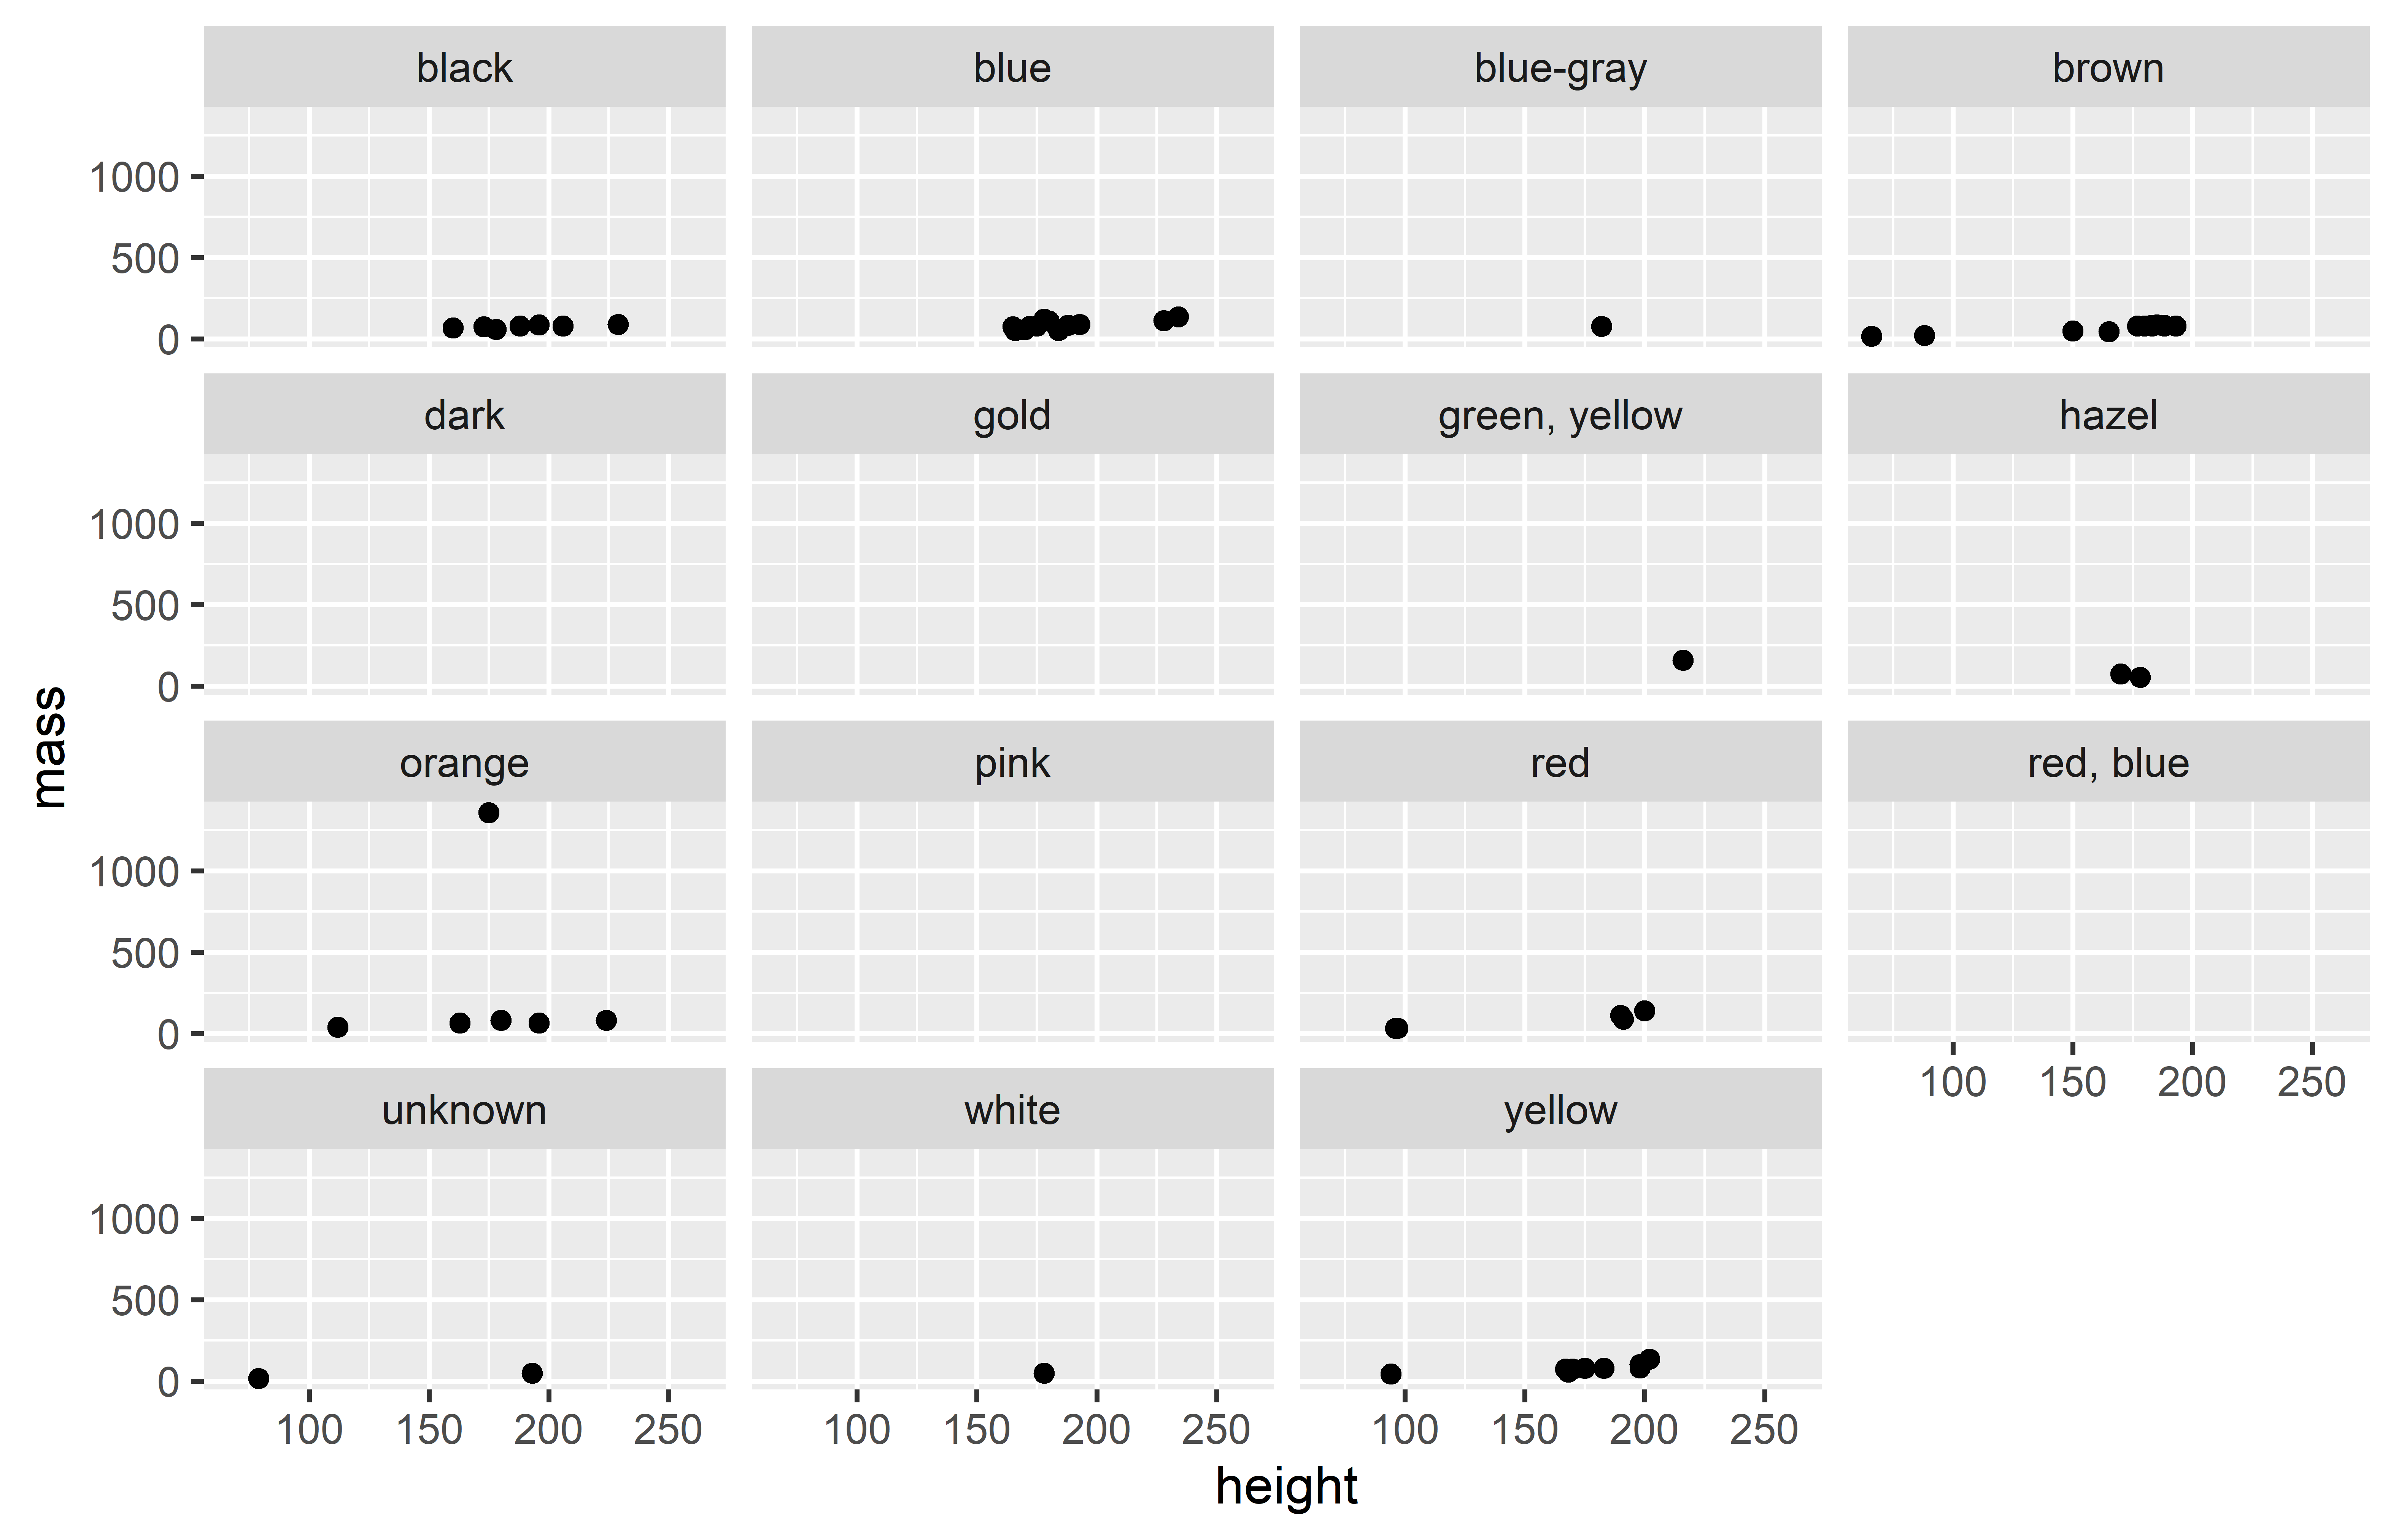 black blue blue-gray brown
1000
500
0
dark gold green, yellow hazel
1000
500
0
mass
orange pink red red, blue
1000
500
0
100 150 200 250
unknown white yellow
1000
500
0
100 150 200 250 100 150 200 250 100 150 200 250
height